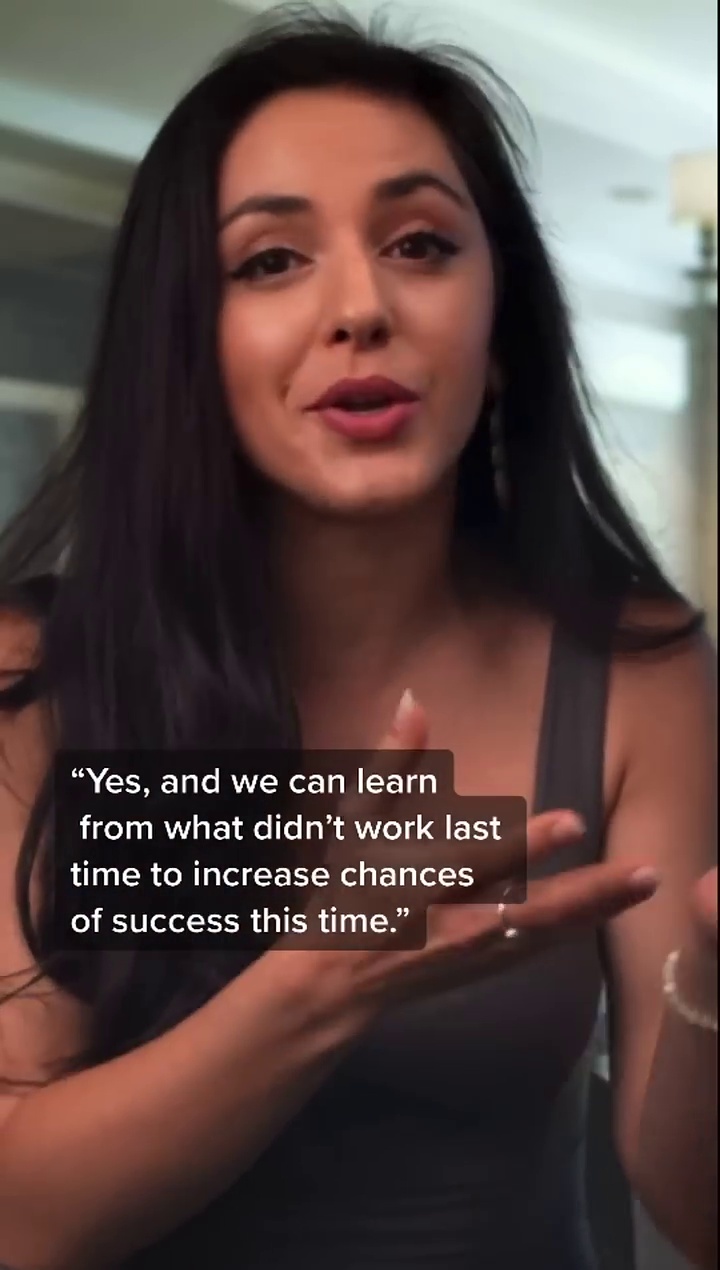 “Yes, and we can learn
from what didn’t work last
time to increase chances
of success this time.”